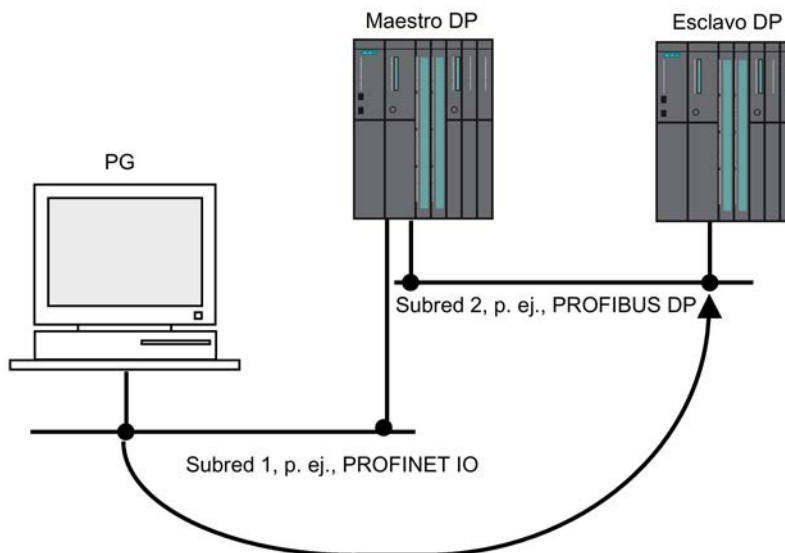 Maestro DP
Esclavo DP
PG
Subred 2, p. ej., PROFIBUS DP
Subred 1, p. ej., PROFINET IO